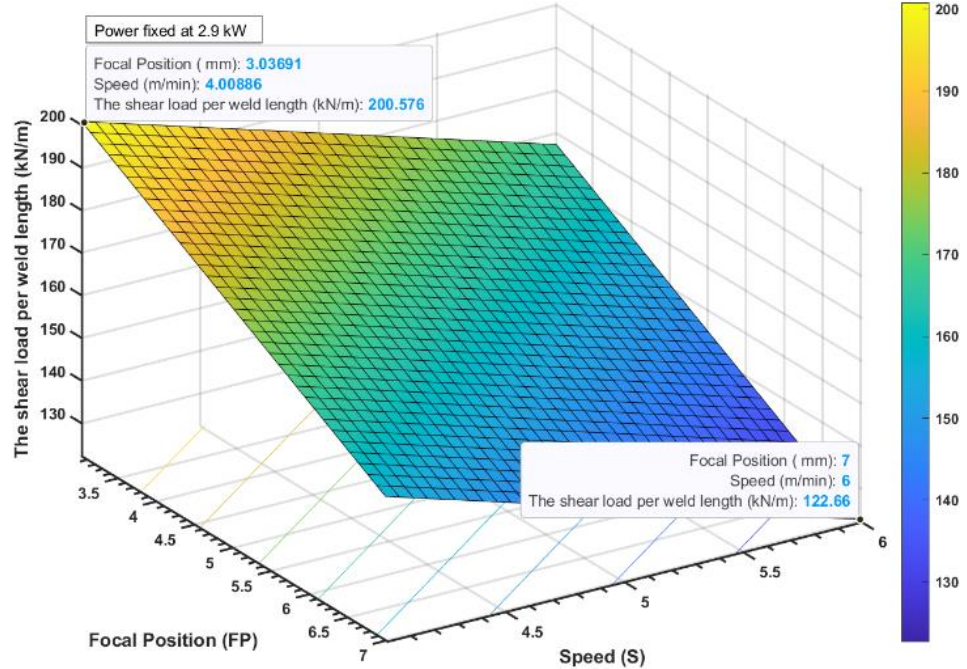 Power fixed at 2.9 kW
Focal Position ( mm): 3.03691
Speed (m/min): 4.00886
The shear load per weld length (kN/m): 200.576
The shear load per weld length (kN/m)
200
190
180
170
160
150
140
130
3.5
4
4.5
5
5.5
6
6.5
7
Focal Position (FP)
4.5
5
5.5
6
Speed (S)
Focal Position ( mm): 7
Speed (m/min): 6
The shear load per weld length (kN/m): 122.66
200
190
180
170
160
150
140
130